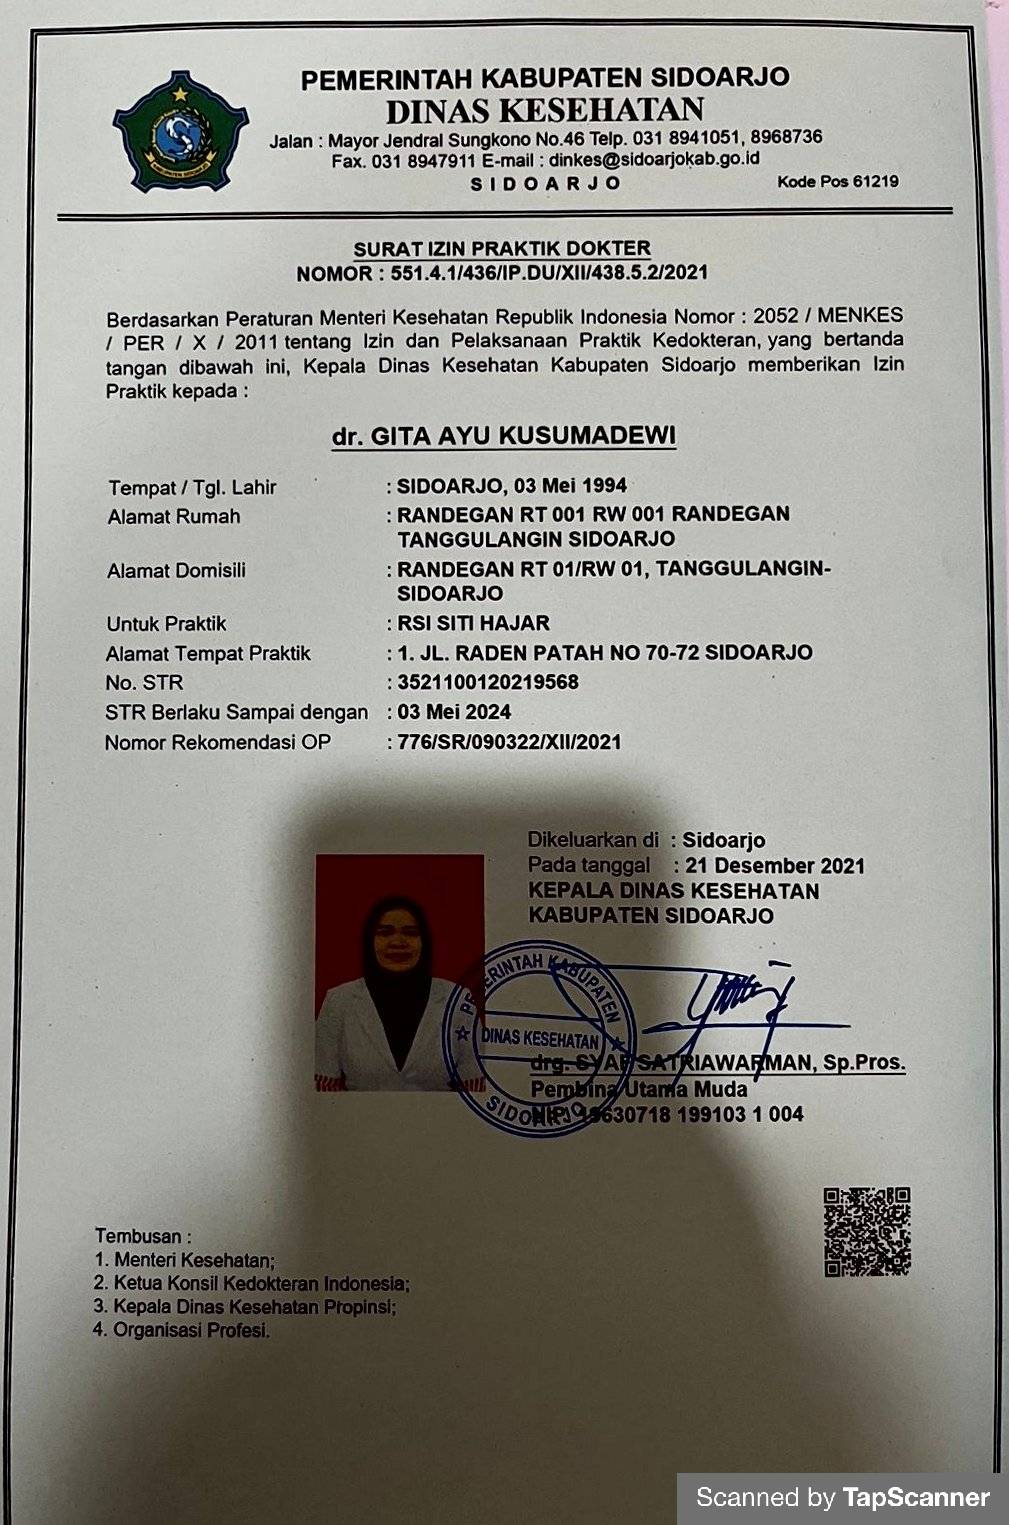 PEMERINTAH KABUPATEN SIDOARJO
DINAS KESEHATAN
Jalan : Mayor Jendral Sungkono No.46 Telp. 031 8941051, 8968736
Fax. 031 8947911 E-mail : dinkes@sidoarjokab.go.id
SIDOARJO Kode Pos 61219
KABUPATEN SIDOARJO
SURAT IZIN PRAKTIK DOKTER
NOMOR : 551.4.1/436/IP.DU/XII/438.5.2/2021
Berdasarkan Peraturan Menteri Kesehatan Republik Indonesia Nomor : 2052 / MENKES
/ PER / X / 2011 tentang Izin dan Pelaksanaan Praktik Kedokteran, yang bertanda
tangan dibawah ini, Kepala Dinas Kesehatan Kabupaten Sidoarjo memberikan Izin
Praktik kepada :
dr. GITA AYU KUSUMADEWI
Tempat / Tgl. Lahir : SIDOARJO, 03 Mei 1994
Alamat Rumah : RANDEGAN RT 001 RW 001 RANDEGAN
TANGGULANGIN SIDOARJO
Alamat Domisili : RANDEGAN RT 01/RW 01, TANGGULANGIN-
SIDOARJO
Untuk Praktik : RSI SITI HAJAR
Alamat Tempat Praktik : 1. JL. RADEN PATAH NO 70-72 SIDOARJO
No. STR : 3521100120219568
STR Berlaku Sampai dengan : 03 Mei 2024
Nomor Rekomendasi OP : 776/SR/090322/XII/2021
Dikeluarkan di : Sidoarjo
Pada tanggal : 21 Desember 2021
KEPALA DINAS KESEHATAN
KABUPATEN SIDOARJO
PEMERINTAH KABUPATEN
DINAS KESEHATAN
SIDOARJO
drg. SYAF SATRIAWARMAN, Sp.Pros.
Pembina Utama Muda
NIP. 19630718 199103 1 004
Tembusan :
1. Menteri Kesehatan;
2. Ketua Konsil Kedokteran Indonesia;
3. Kepala Dinas Kesehatan Propinsi;
4. Organisasi Profesi.
Scanned by TapScanner